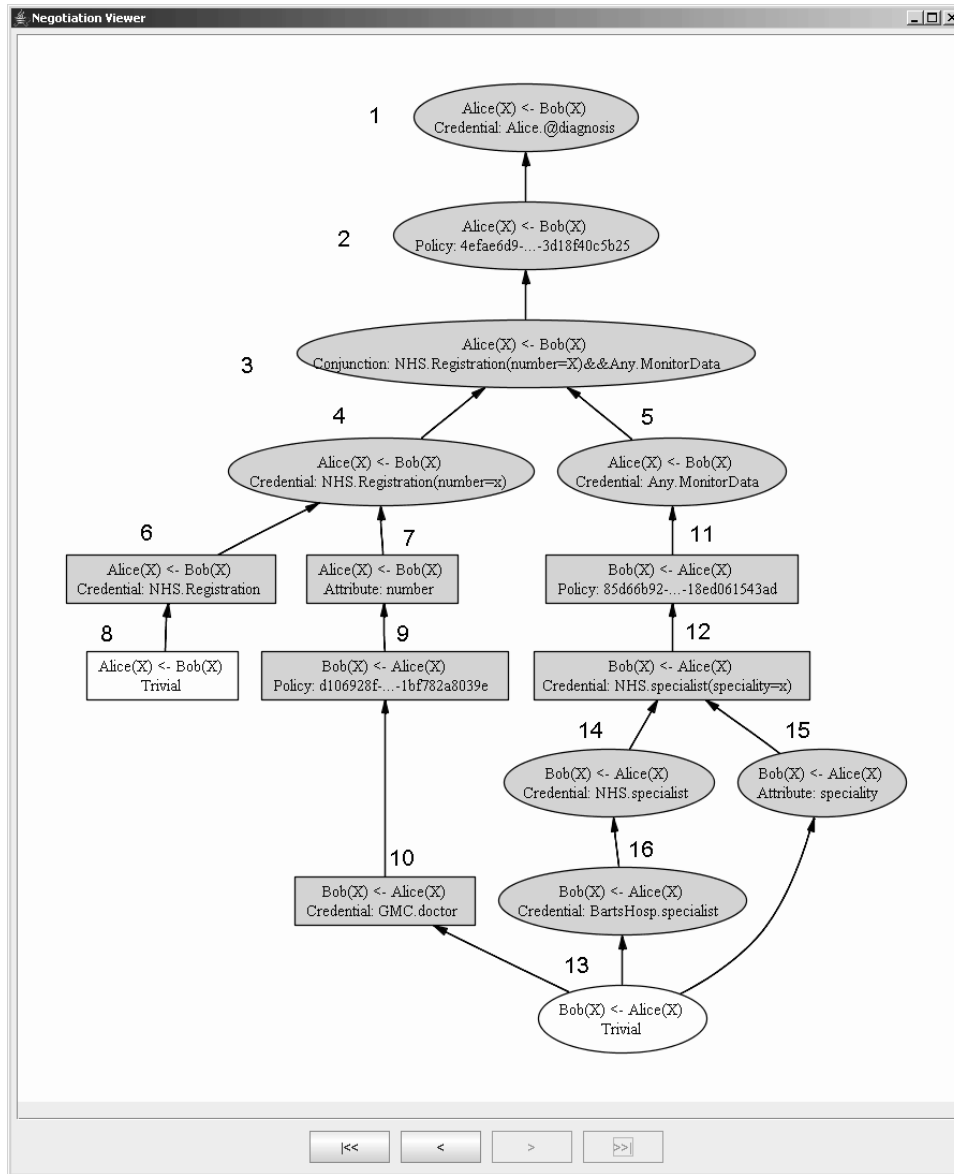 Negotiation Viewer
1
Alice(X) <- Bob(X)
Credential: Alice.@diagnosis
2
Alice(X) <- Bob(X)
Policy: 4efae6d9-...-3d18f40c5b25
3
Alice(X) <- Bob(X)
Conjunction: NHS.Registration(number=X)&&Any.MonitorData
4
5
Alice(X) <- Bob(X)
Credential: NHS.Registration(number=x)
Alice(X) <- Bob(X)
Credential: Any.MonitorData
6
7
11
Alice(X) <- Bob(X)
Credential: NHS.Registration
Alice(X) <- Bob(X)
Attribute: number
Bob(X) <- Alice(X)
Policy: 85d66b92-...-18ed061543ad
8
9
12
Alice(X) <- Bob(X)
Trivial
Bob(X) <- Alice(X)
Policy: d106928f-...-1bf782a8039e
Bob(X) <- Alice(X)
Credential: NHS.specialist(speciality=x)
14
15
Bob(X) <- Alice(X)
Credential: NHS.specialist
Bob(X) <- Alice(X)
Attribute: speciality
10
16
Bob(X) <- Alice(X)
Credential: GMC.doctor
Bob(X) <- Alice(X)
Credential: BartsHosp.specialist
13
Bob(X) <- Alice(X)
Trivial
|<<
<
>
>>|